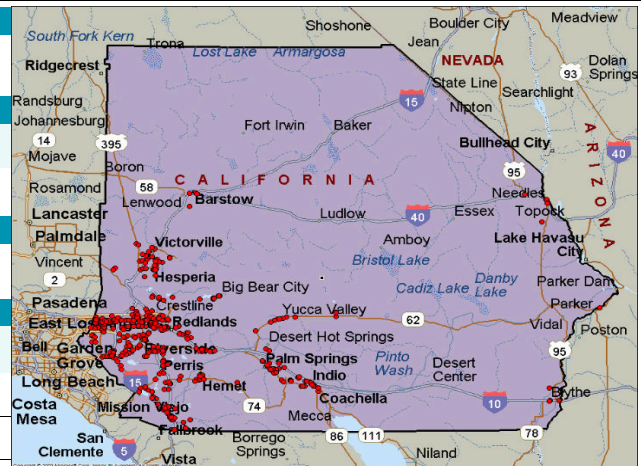 Shoshone
Boulder City
Meadview
South Fork Kern
Trona
Lost Lake
Armargosa
Jean
NEVADA
Ridgecrest
State Line
93
Dolan
Springs
Randsburg
Johannesburg
15
Nipton
Searchlight
14
395
Fort Irwin
Baker
Bullhead City
ARIZONA
40
Mojave
Boron
95
Rosamond
58
CALIFORNIA
Lenwood
Barstow
Needles
Lancaster
Ludlow
40
Essex
Topock
Palmdale
Victorville
Amboy
Lake Havasu
City
Vincent
Hesperia
Bristol Lake
2
Big Bear City
Cadiz Lake
Danby
Lake
Parker Dam
Pasadena
Crestline
Yucca Valley
Parker
East Lo
Redlands
62
Vidal
Poston
Bell Garden
Riverside
Desert Hot Springs
95
Grove
Perris
Palm Springs
Pinto
Wash
Desert
Center
Long Beach
15
Hemet
Indio
Blythe
Costa
Mesa
Mission Viejo
74
Coachella
10
Mecca
Fallbrook
San
Clemente
5
Borrego
Springs
86
111
78
Niland
Vista